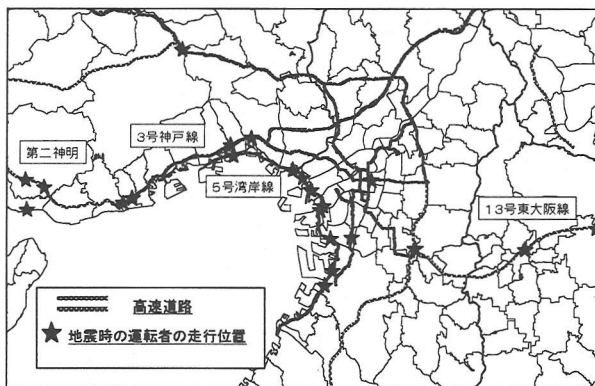 3号神戸線
第二神明
5号湾岸線
13号東大阪線
高速道路
地震時の運転者の走行位置